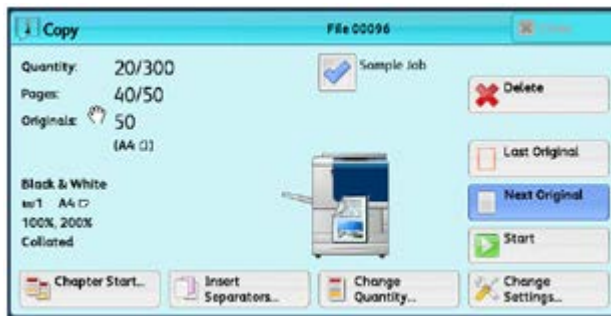 Copy
File 00096
Quantity: 20/300
Sample Job
Pages: 40/50
Originals: 50
(A4)
Delete
Last Original
Black & White
1 A4
Next Original
100%, 200%
Collated
Start
Chapter Start...
Insert Separators...
Change Quantity...
Change Settings...